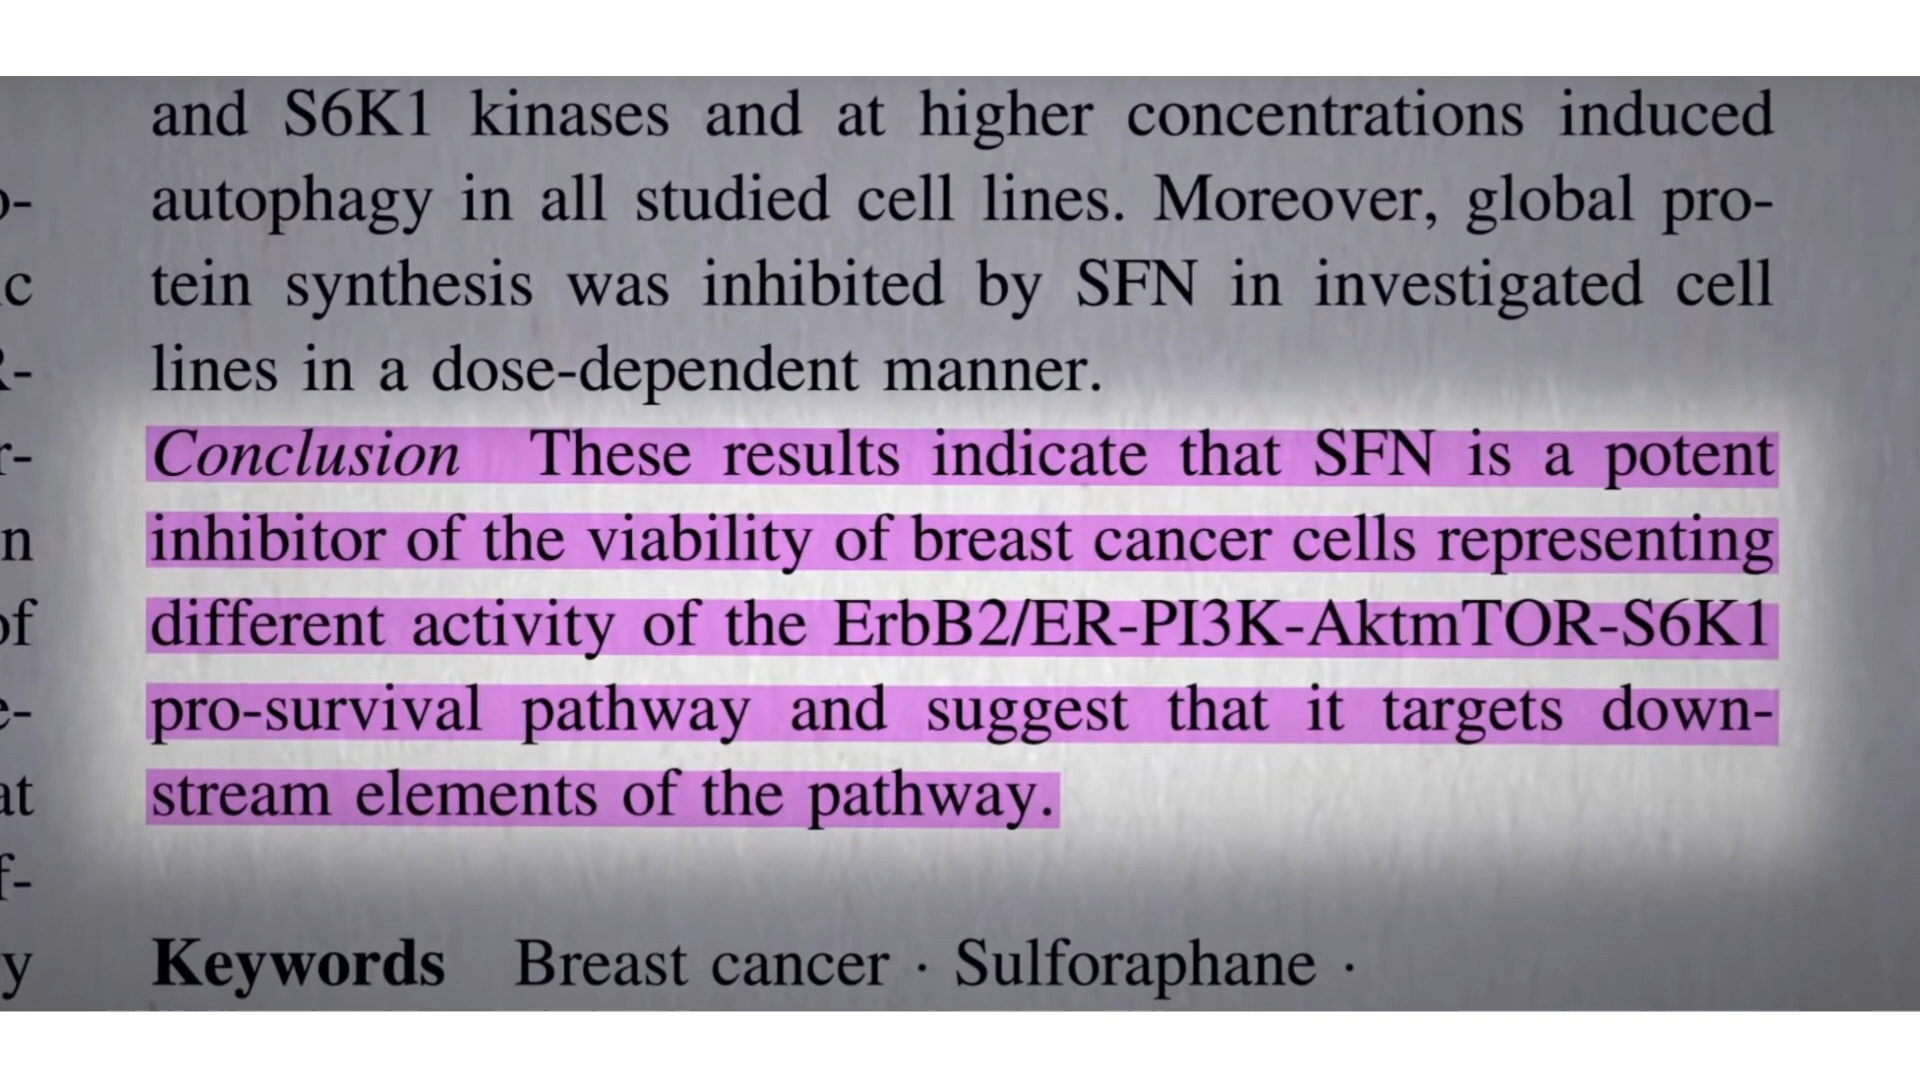 and S6K1 kinases and at higher concentrations induced
autophagy in all studied cell lines. Moreover, global pro-
tein synthesis was inhibited by SFN in investigated cell
lines in a dose-dependent manner.
Conclusion These results indicate that SFN is a potent
inhibitor of the viability of breast cancer cells representing
different activity of the ErbB2/ER-PI3K-AktmTOR-S6K1
pro-survival pathway and suggest that it targets down-
stream elements of the pathway.
Keywords Breast cancer · Sulforaphane ·